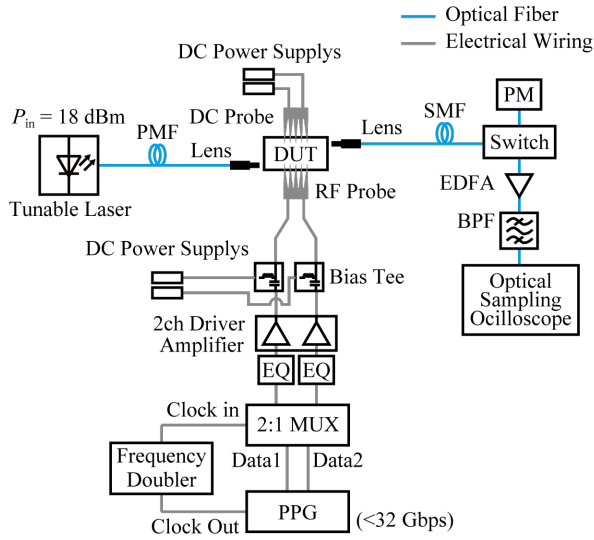 Optical Fiber
Electrical Wiring
DC Power Supplys
DC Probe
SMF
PM
P_in = 18 dBm
PMF
Lens
Lens
DUT
Switch
Tunable Laser
RF Probe
EDFA
BPF
DC Power Supplys
Bias Tee
Optical
Sampling
Ocilloscope
2ch Driver
Amplifier
EQ EQ
Clock in
2:1 MUX
Frequency
Doubler
Data1 Data2
Clock Out
PPG
(<32 Gbps)